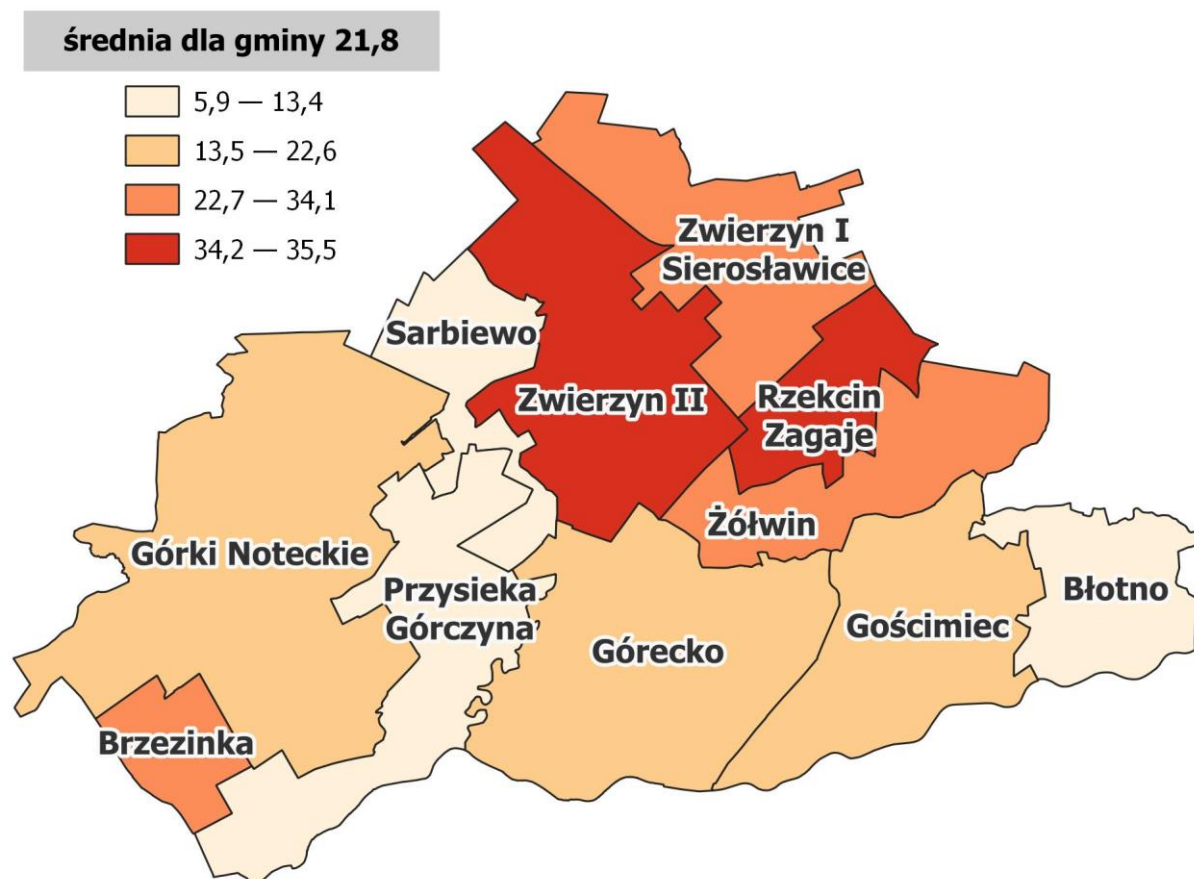 średnia dla gminy 21,8
5,9 — 13,4
13,5 — 22,6
22,7 — 34,1
34,2 — 35,5
Zwierzyn I
Sierosławice
Sarbiewo
Zwierzyn II
Rzekcin
Zagaje
Żółwin
Górki Noteckie
Przysieka
Górczyna
Górecko
Gościmiec
Błotno
Brzezinka